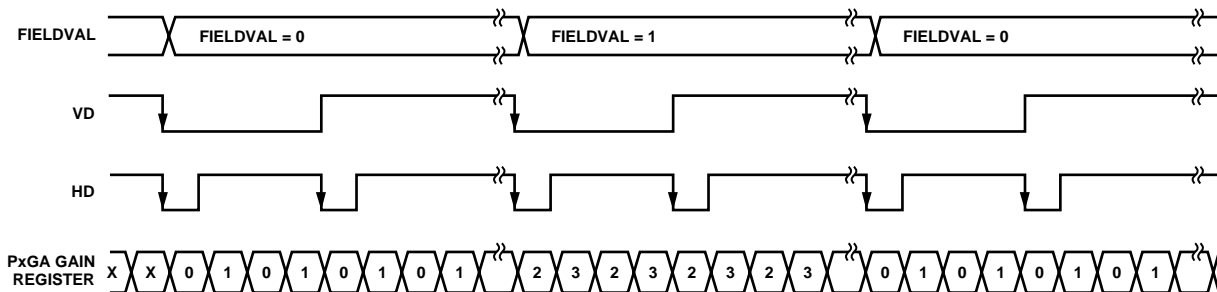 FIELDVAL
FIELDVAL = 0
FIELDVAL = 1
FIELDVAL = 0
VD
HD
PxGA GAIN
REGISTER
X X 0 1 0 1 0 1 0 1 2 3 2 3 2 3 2 3 0 1 0 1 0 1 0 1